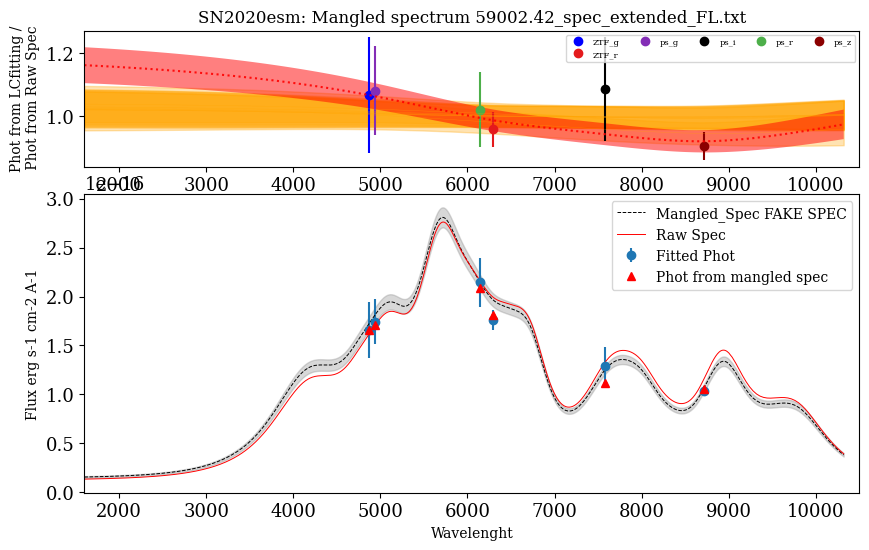 SN2020esm: Mangled spectrum 59002.42_spec_extended_FL.txt
Phot from LCfitting /
Phot from Raw Spec
1.2
1.0
ZTF_g
ps_g
ps_i
ps_r
ps_z
ZTF_r
2000 3000 4000 5000 6000 7000 8000 9000 10000
1e−16
Flux erg s-1 cm-2 A-1
3.0
2.5
2.0
1.5
1.0
0.5
0.0
Mangled_Spec FAKE SPEC
Raw Spec
Fitted Phot
Phot from mangled spec
2000 3000 4000 5000 6000 7000 8000 9000 10000
Wavelenght